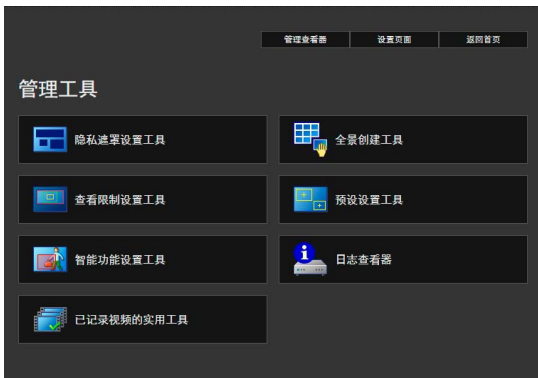 管理查看器 设置页面 返回首页
管理工具
隐私遮罩设置工具 全景创建工具
查看限制设置工具 预设设置工具
智能功能设置工具 日志查看器
已记录视频的实用工具